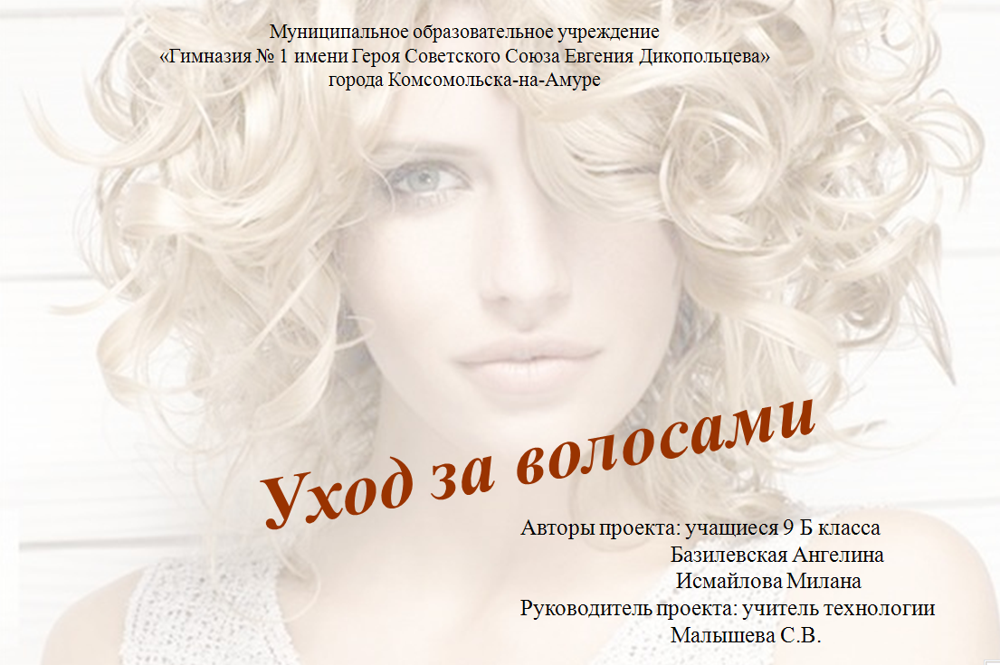 Муниципальное образовательное учреждение
«Гимназия № 1 имени Героя Советского Союза Евгения Дикопольцева»
города Комсомольска-на-Амуре
Уход за волосами
Авторы проекта: учащиеся 9 Б класса
Базилевская Ангелина
Исмайлова Милана
Руководитель проекта: учитель технологии
Малышева С.В.